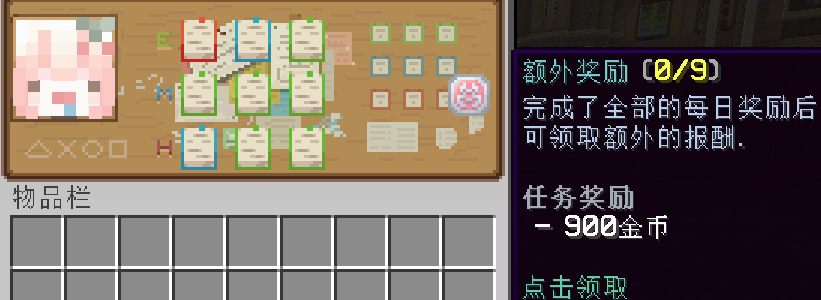 E
M
H
物品栏
额外奖励 (0/9)
完成了全部的每日奖励后
可领取额外的报酬.
任务奖励
- 900金币
点击领取